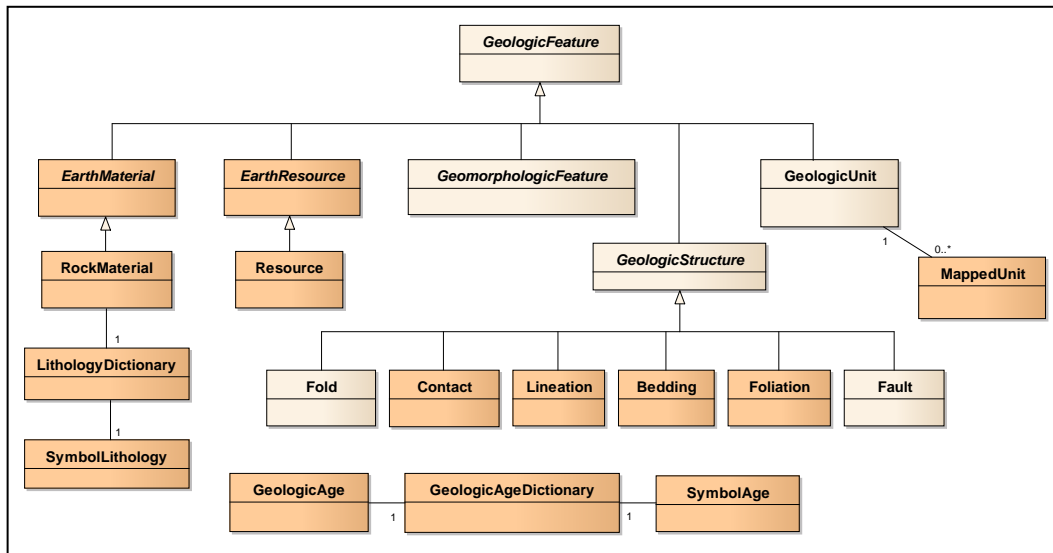 GeologicFeature
EarthMaterial
EarthResource
GeomorphologicFeature
GeologicUnit
1
0..*
MappedUnit
GeologicStructure
RockMaterial
Resource
1
LithologyDictionary
1
SymbolLithology
Fold
Contact
Lineation
Bedding
Foliation
Fault
GeologicAge
1
GeologicAgeDictionary
1
SymbolAge